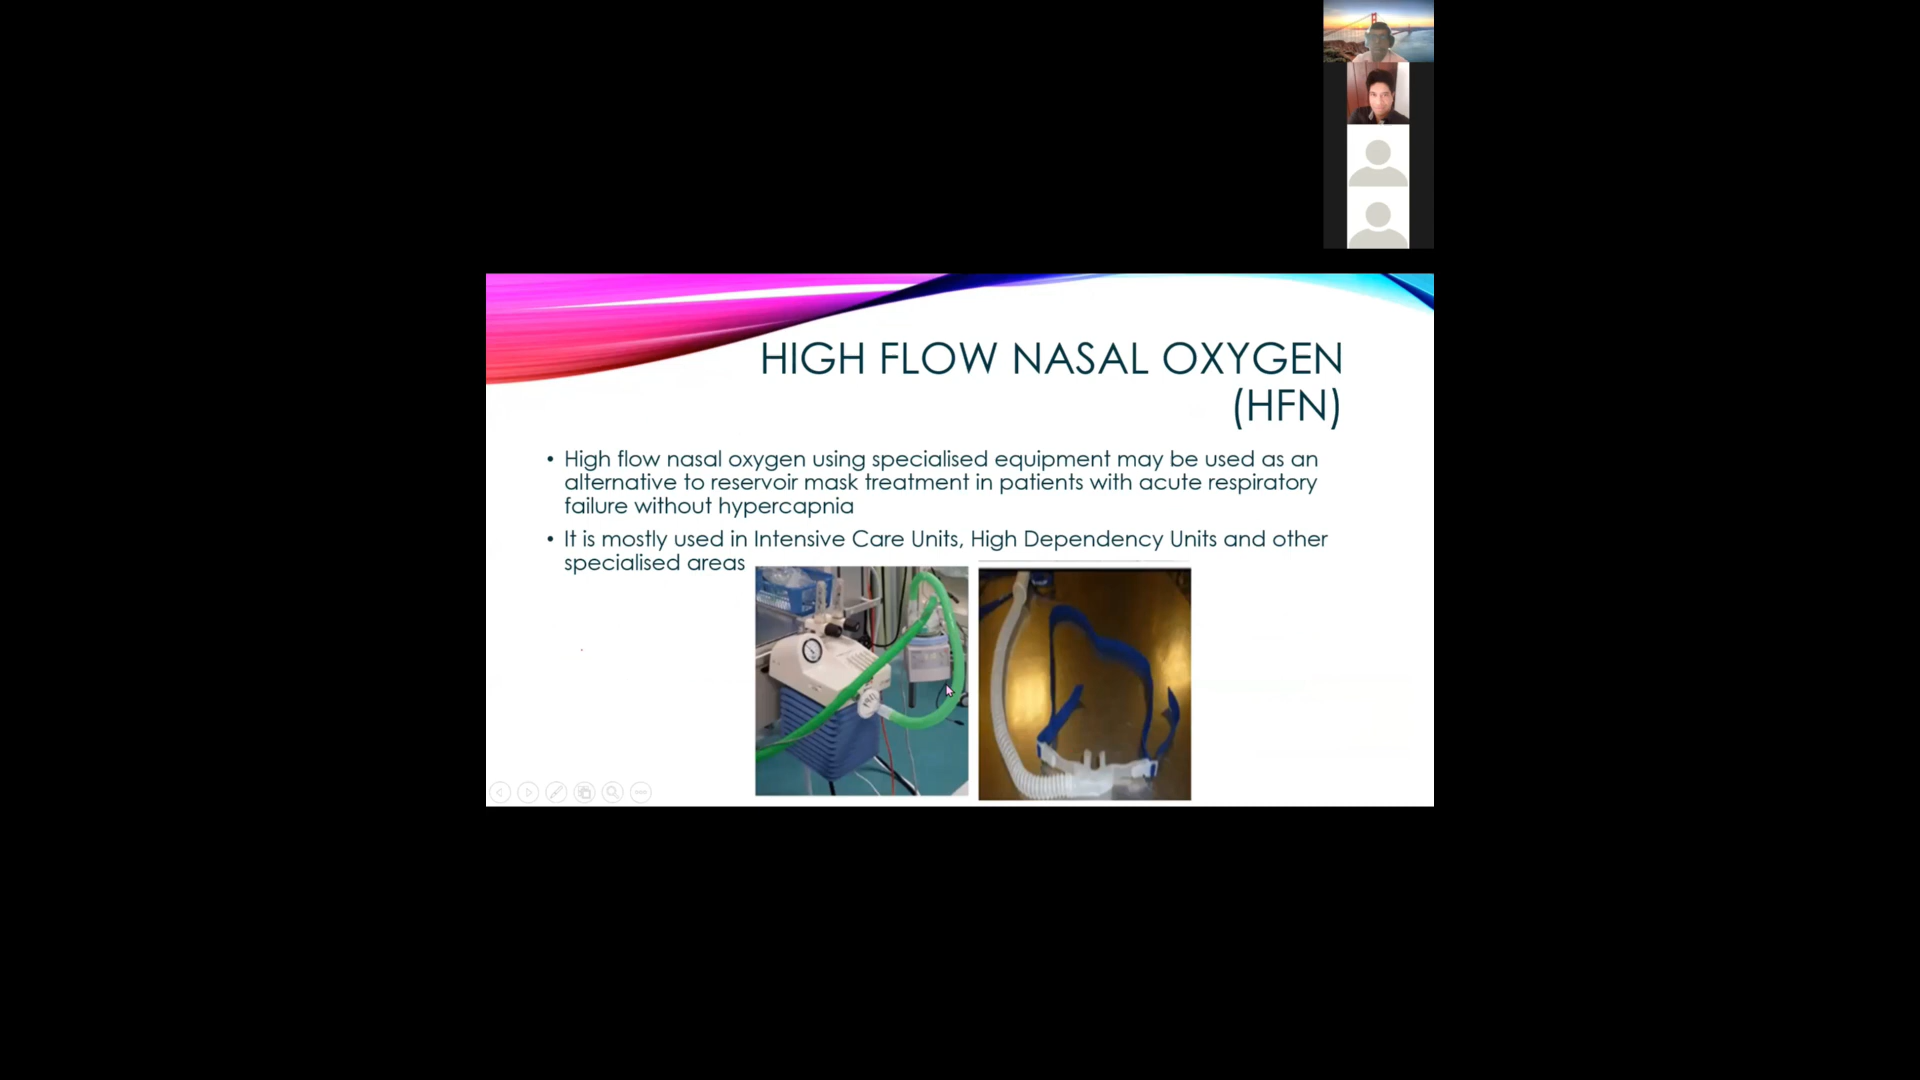 HIGH FLOW NASAL OXYGEN
(HFN)
• High flow nasal oxygen using specialised equipment may be used as an
alternative to reservoir mask treatment in patients with acute respiratory
failure without hypercapnia
• It is mostly used in Intensive Care Units, High Dependency Units and other
specialised areas